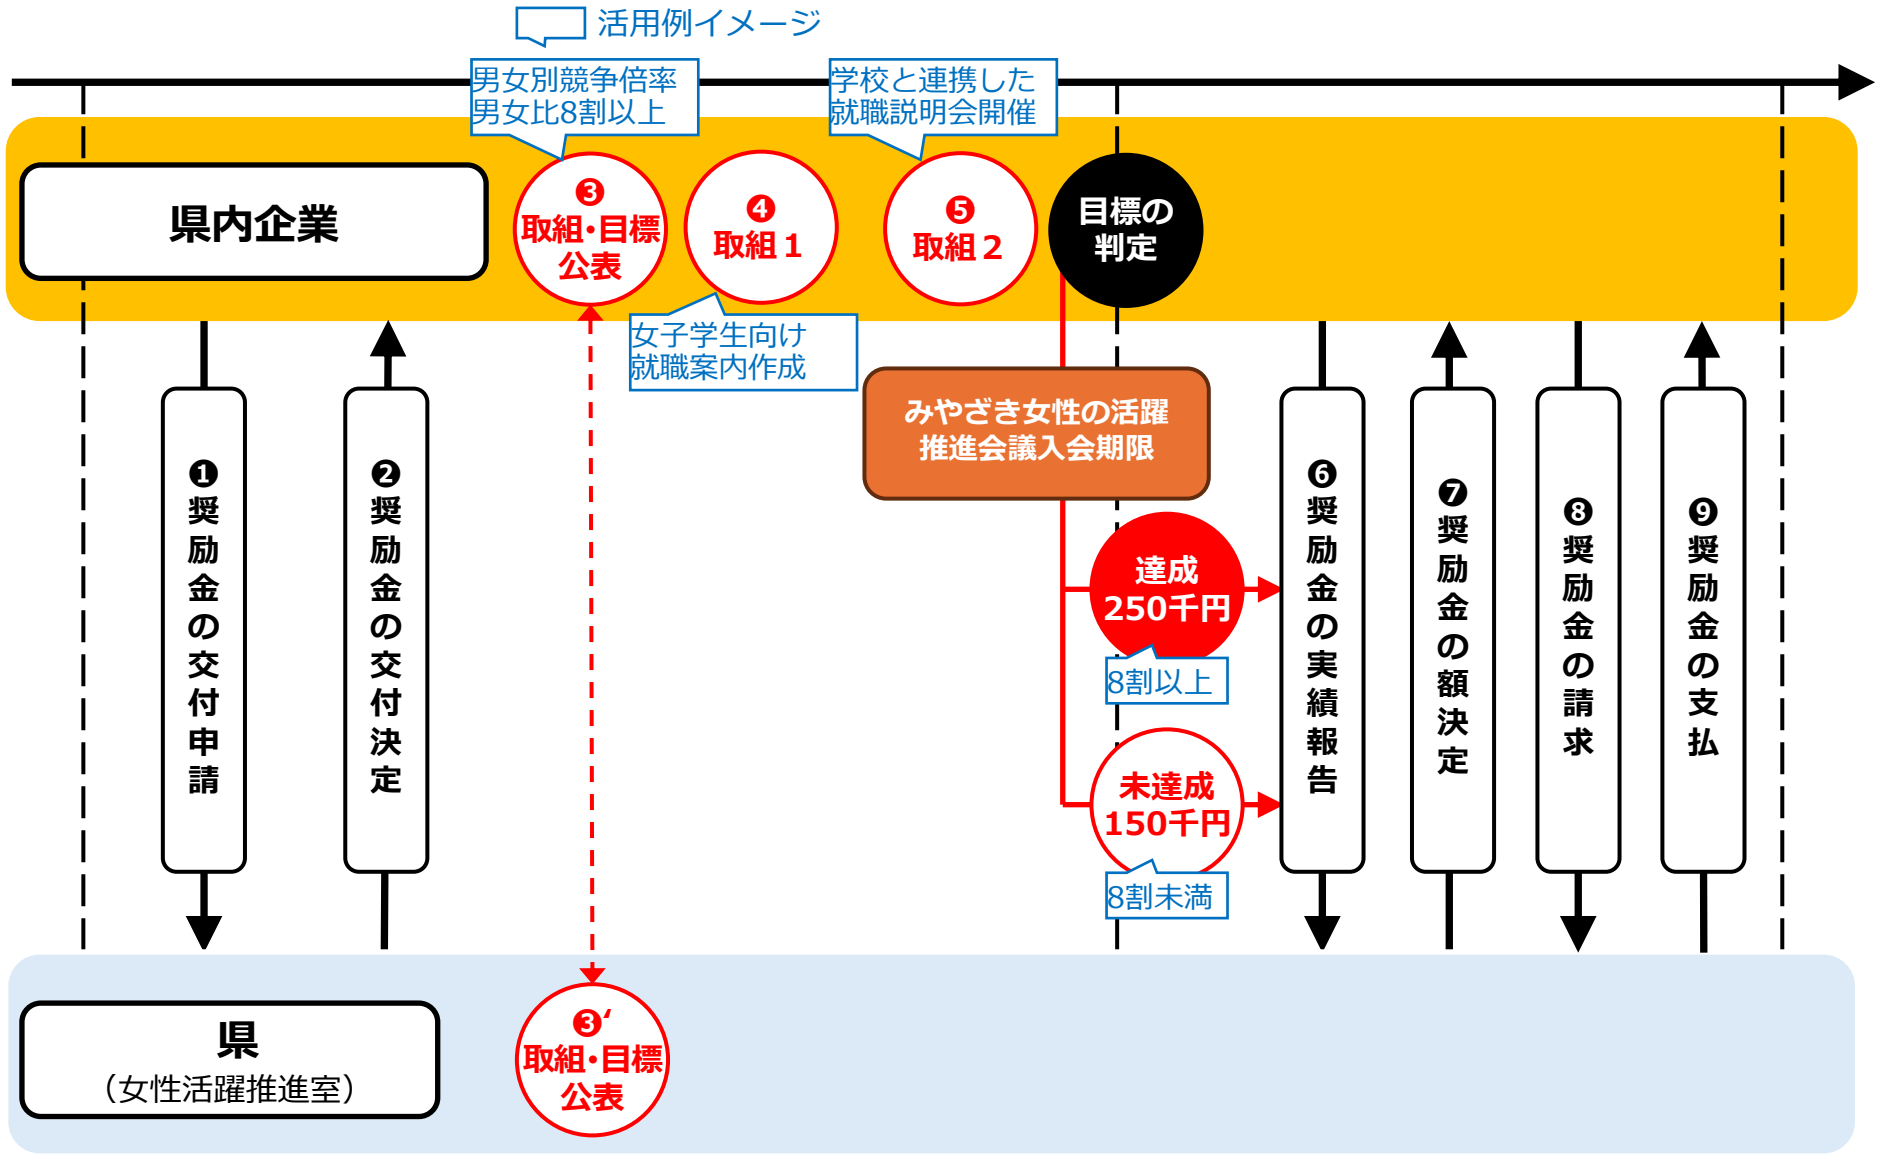 活用例イメージ
男女別競争倍率
男女比8割以上
学校と連携した
就職説明会開催
県内企業
❸
取組・目標
公表
❹
取組１
❺
取組２
目標の
判定
女子学生向け
就職案内作成
みやざき女性の活躍
推進会議入会期限
❶奨励金の交付申請
❷奨励金の交付決定
達成
250千円
8割以上
未達成
150千円
8割未満
❻奨励金の実績報告
❼奨励金の額決定
❽奨励金の請求
❾奨励金の支払
県
（女性活躍推進室）
❸‘
取組・目標
公表